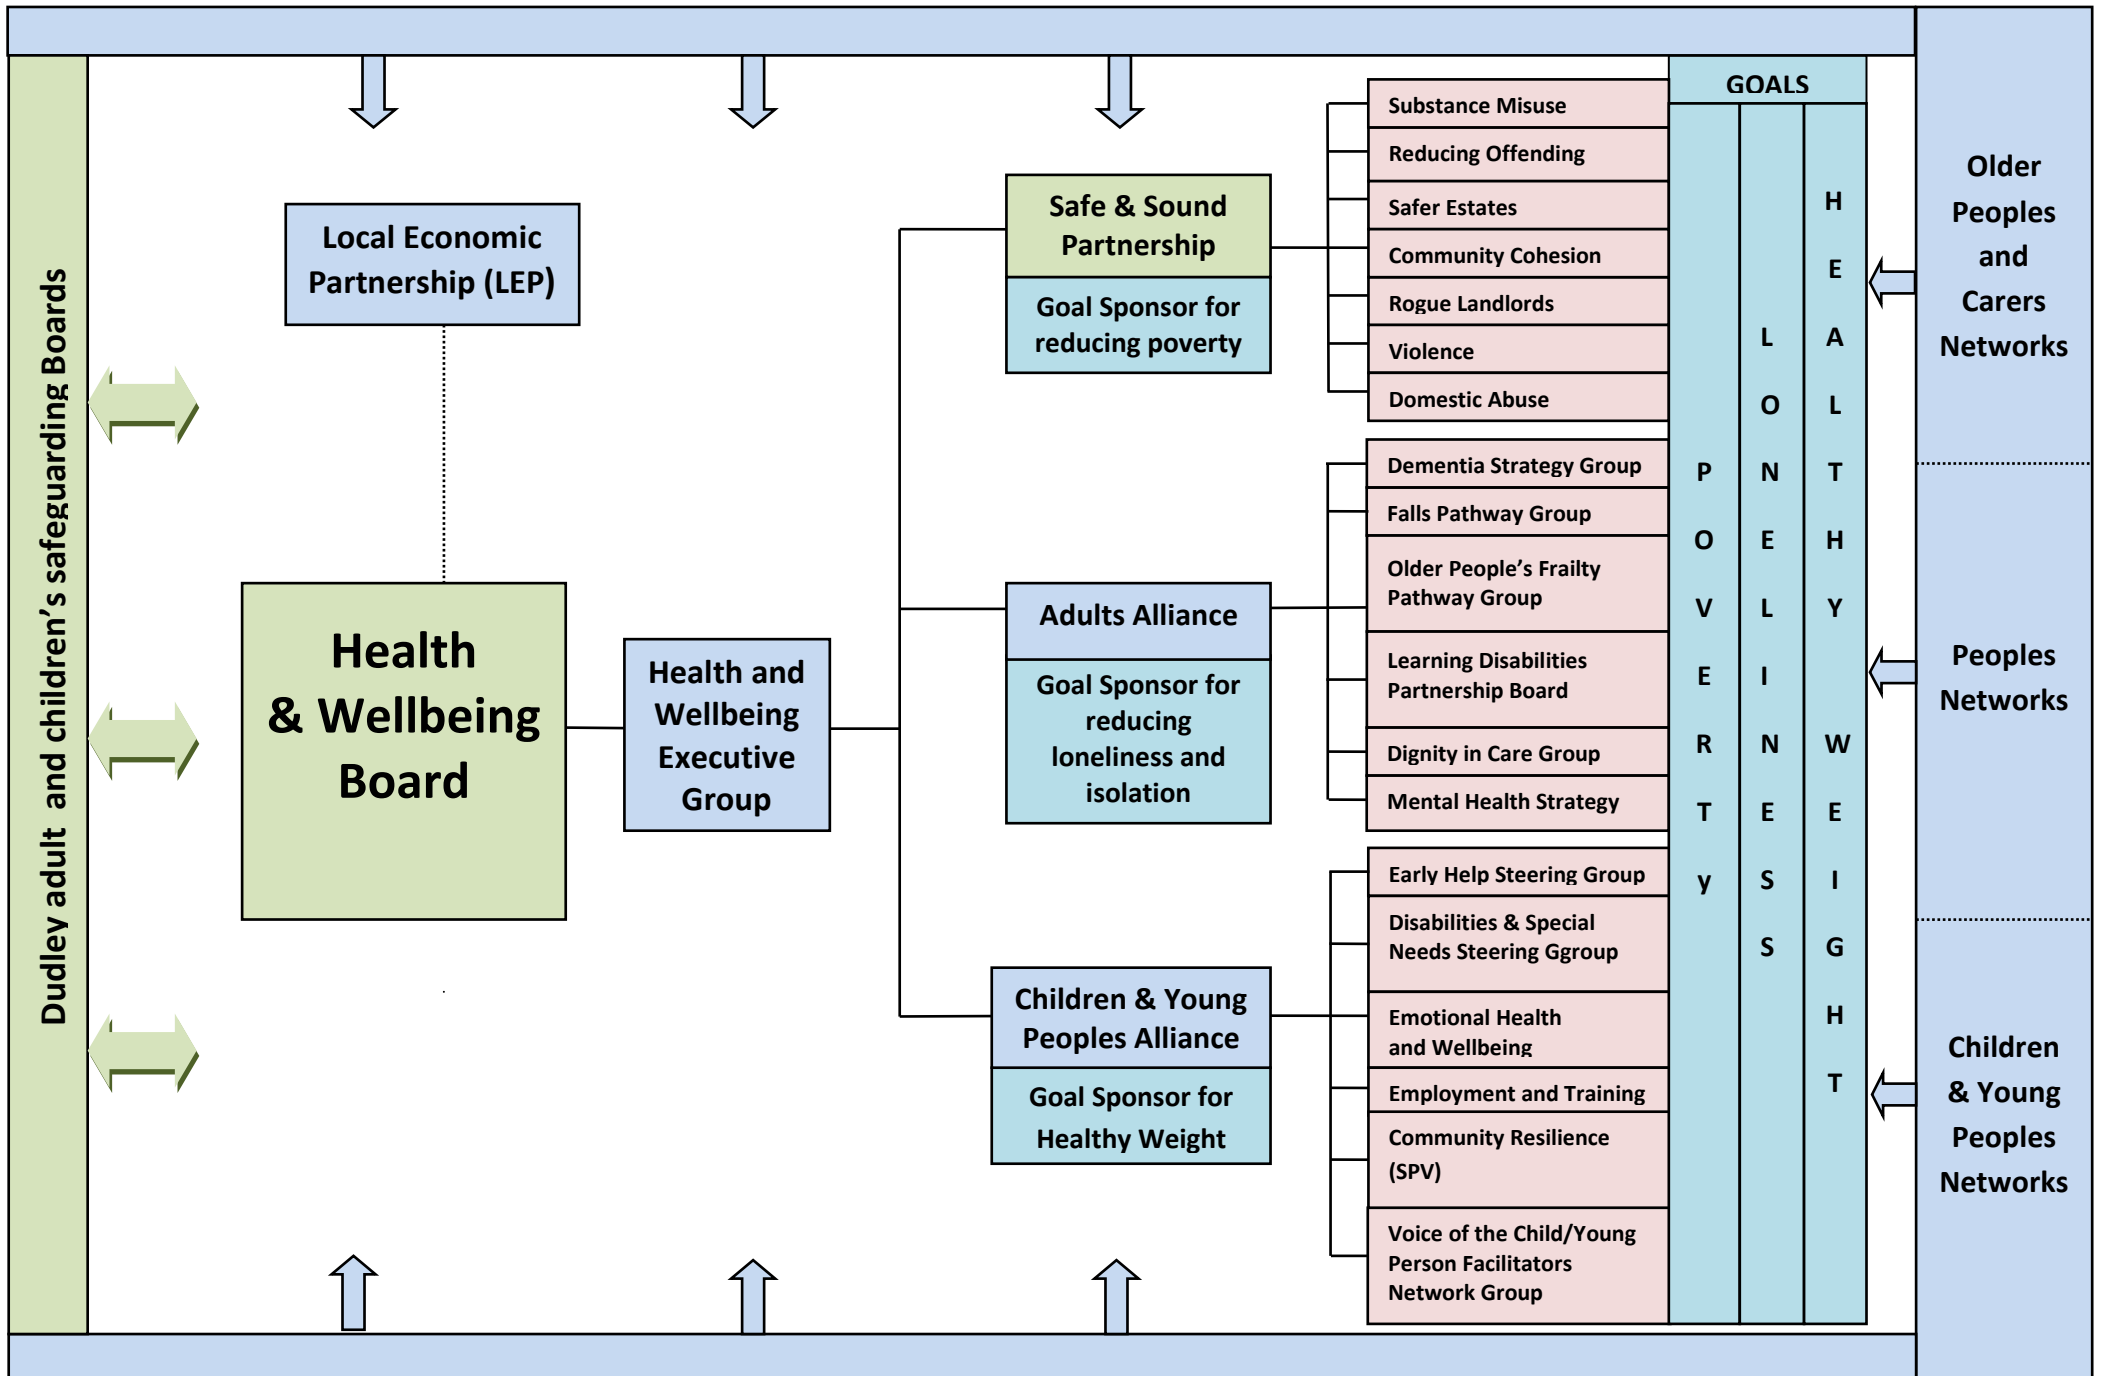 Dudley adult and children’s safeguarding Boards
Local Economic
Partnership (LEP)
Health
& Wellbeing
Board
Health and
Wellbeing
Executive
Group
Safe & Sound
Partnership
Goal Sponsor for
reducing poverty
Adults Alliance
Goal Sponsor for
reducing
loneliness and
isolation
Children & Young
Peoples Alliance
Goal Sponsor for
Healthy Weight
Substance Misuse
Reducing Offending
Safer Estates
Community Cohesion
Rogue Landlords
Violence
Domestic Abuse
Dementia Strategy Group
Falls Pathway Group
Older People’s Frailty
Pathway Group
Learning Disabilities
Partnership Board
Dignity in Care Group
Mental Health Strategy
Early Help Steering Group
Disabilities & Special
Needs Steering Ggroup
Emotional Health
and Wellbeing
Employment and Training
Community Resilience
(SPV)
Voice of the Child/Young
Person Facilitators
Network Group
GOALS
POVERTy
LONELINESS
HEALTHY WEIGHT
Older
Peoples
and
Carers
Networks
Peoples
Networks
Children
& Young
Peoples
Networks